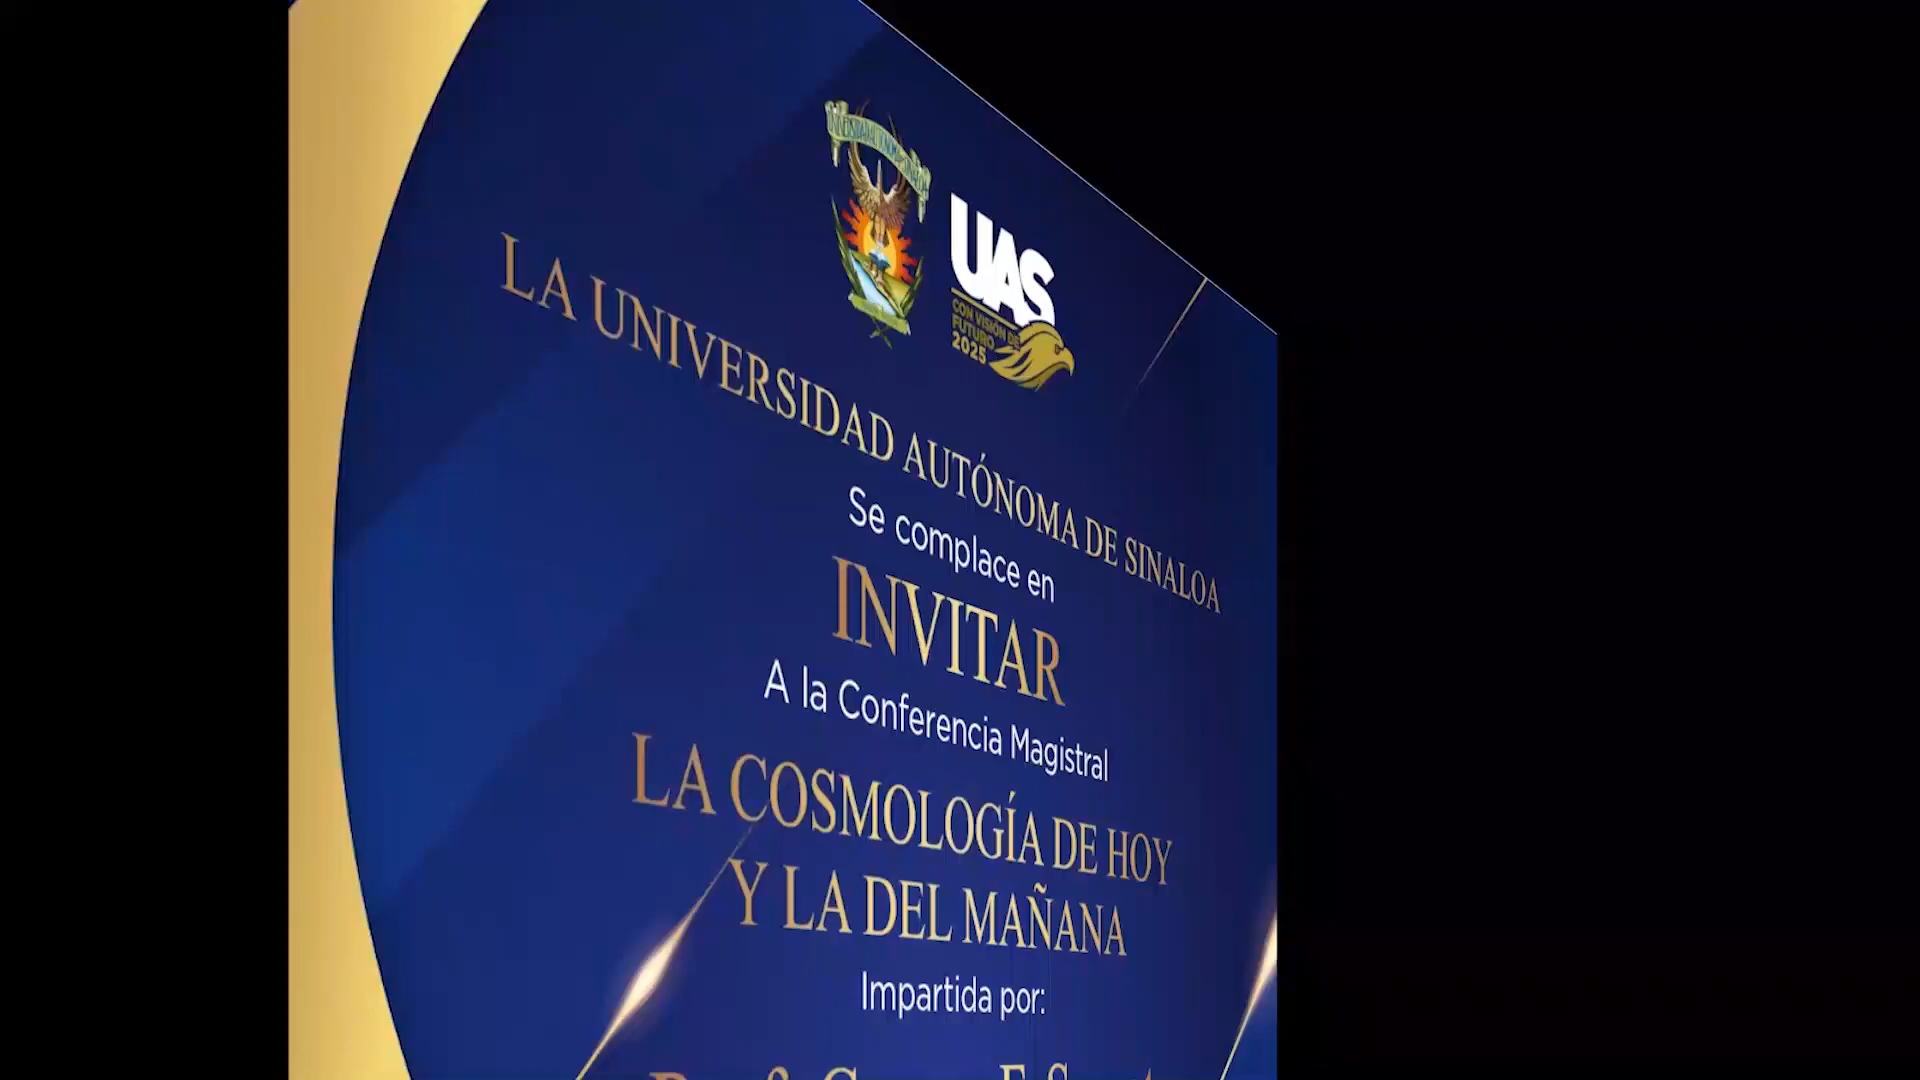 UNIVERSIDAD AUTONOMA DE SINALOA
UAS
CON VISIÓN DE
FUTURO
2025
LA UNIVERSIDAD AUTÓNOMA DE SINALOA
Se complace en
INVITAR
A la Conferencia Magistral
LA COSMOLOGÍA DE HOY
Y LA DEL MAÑANA
Impartida por: